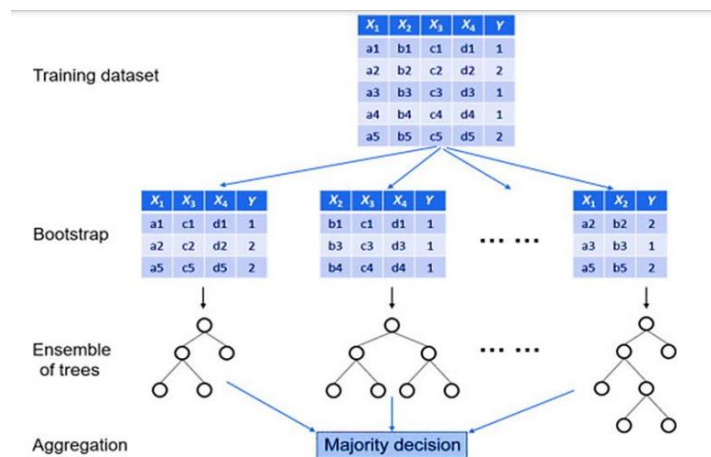 X₁ X₂ X₃ X₄ Y
a1 b1 c1 d1 1
Training dataset
a2 b2 c2 d2 2
a3 b3 c3 d3 1
a4 b4 c4 d4 1
a5 b5 c5 d5 2
Bootstrap
X₁ X₃ X₄ Y
a1 c1 d1 1
a2 c2 d2 2
a5 c5 d5 2
X₂ X₃ X₄ Y
b1 c1 d1 1
b3 c3 d3 1
b4 c4 d4 1
... ...
X₁ X₂ Y
a2 b2 2
a3 b3 1
a5 b5 2
Ensemble
of trees
... ...
Aggregation
Majority decision